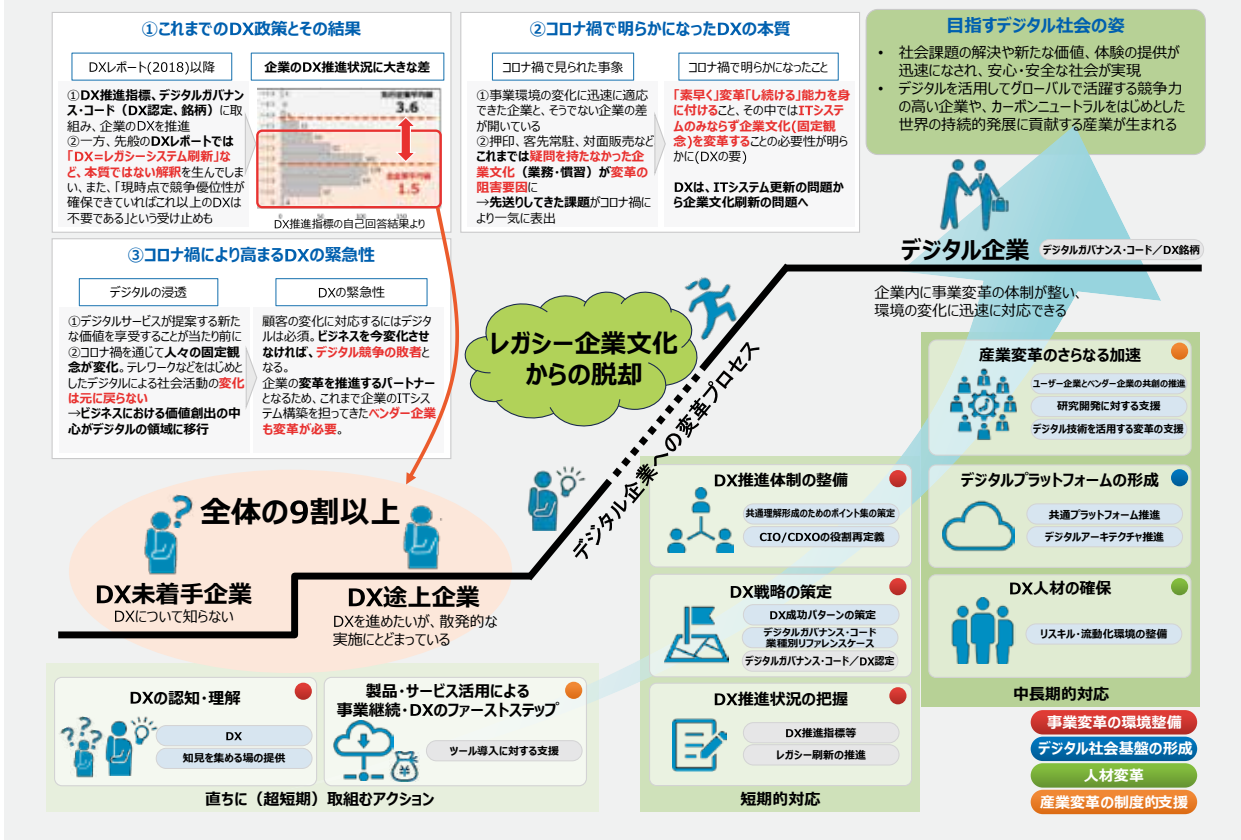 ①これまでのDX政策とその結果
DXレポート(2018)以降
企業のDX推進状況に大きな差
①DX推進指標、デジタルガバナン
ス・コード（DX認定、銘柄）に取
組み、企業のDXを推進
②一方、先般のDXレポートでは
「DX=レガシーシステム刷新」な
ど、本質ではない解釈を生んでしま
い、また、「現時点で競争優位性が
確保できていればこれ以上のDXは
不要である」という受け止めも
3.6
1.5
DX推進指標の自己回答結果より
②コロナ禍で明らかになったDXの本質
コロナ禍で見られた事象
コロナ禍で明らかになったこと
①事業環境の変化に迅速に適応
できた企業と、そうでない企業の差
が開いている
②押印、客先常駐、対面販売など
これまでは疑問を持たなかった企
業文化（業務・慣習）が変革の
阻害要因に
→先送りしてきた課題がコロナ禍に
より一気に表出
「素早く」変革「し続ける」能力を身
に付けること、その中ではITシス
テムのみならず企業文化(固定観
念)を変革することの必要性が明ら
かに(DXの要)
DXは、ITシステム更新の問題か
ら企業文化刷新の問題へ
目指すデジタル社会の姿
• 社会課題の解決や新たな価値、体験の提供が
迅速になされ、安心・安全な社会が実現
• デジタルを活用してグローバルで活躍する競争力
の高い企業や、カーボンニュートラルをはじめとした
世界の持続的発展に貢献する産業が生まれる
③コロナ禍により高まるDXの緊急性
デジタルの浸透
DXの緊急性
①デジタルサービスが提案する新た
な価値を享受することが当たり前に
②コロナ禍を通じて人々の固定観
念が変化。テレワークなどをはじめと
したデジタルによる社会活動の変化
は元に戻らない
→ビジネスにおける価値創出の中
心がデジタルの領域に移行
顧客の変化に対応するにはデジタ
ルは必須。ビジネスを今変化させ
なければ、デジタル競争の敗者と
なる。
企業の変革を推進するパートナー
となるため、これまで企業のITシス
テム構築を担ってきたベンダー企業
も変革が必要。
レガシー企業文化
からの脱却
デジタル企業への変革プロセス
デジタル企業
デジタルガバナンス・コード／DX銘柄
企業内に事業変革の体制が整い、
環境の変化に迅速に対応できる
全体の9割以上
DX未着手企業
DXについて知らない
DX途上企業
DXを進めたいが、散発的な
実施にとどまっている
DXの認知・理解
DX
知見を集める場の提供
製品・サービス活用による
事業継続・DXのファーストステップ
ツール導入に対する支援
直ちに（超短期）取組むアクション
DX推進体制の整備
共通理解形成のためのポイント集の策定
CIO/CDXOの役割再定義
DX戦略の策定
DX成功パターンの策定
デジタルガバナンス・コード
業種別リファレンスケース
デジタルガバナンス・コード／DX認定
DX推進状況の把握
DX推進指標等
レガシー刷新の推進
短期的対応
産業変革のさらなる加速
ユーザー企業とベンダー企業の共創の推進
研究開発に対する支援
デジタル技術を活用する変革の支援
デジタルプラットフォームの形成
共通プラットフォーム推進
デジタルアーキテクチャ推進
DX人材の確保
リスキル・流動化環境の整備
中長期的対応
事業変革の環境整備
デジタル社会基盤の形成
人材変革
産業変革の制度的支援